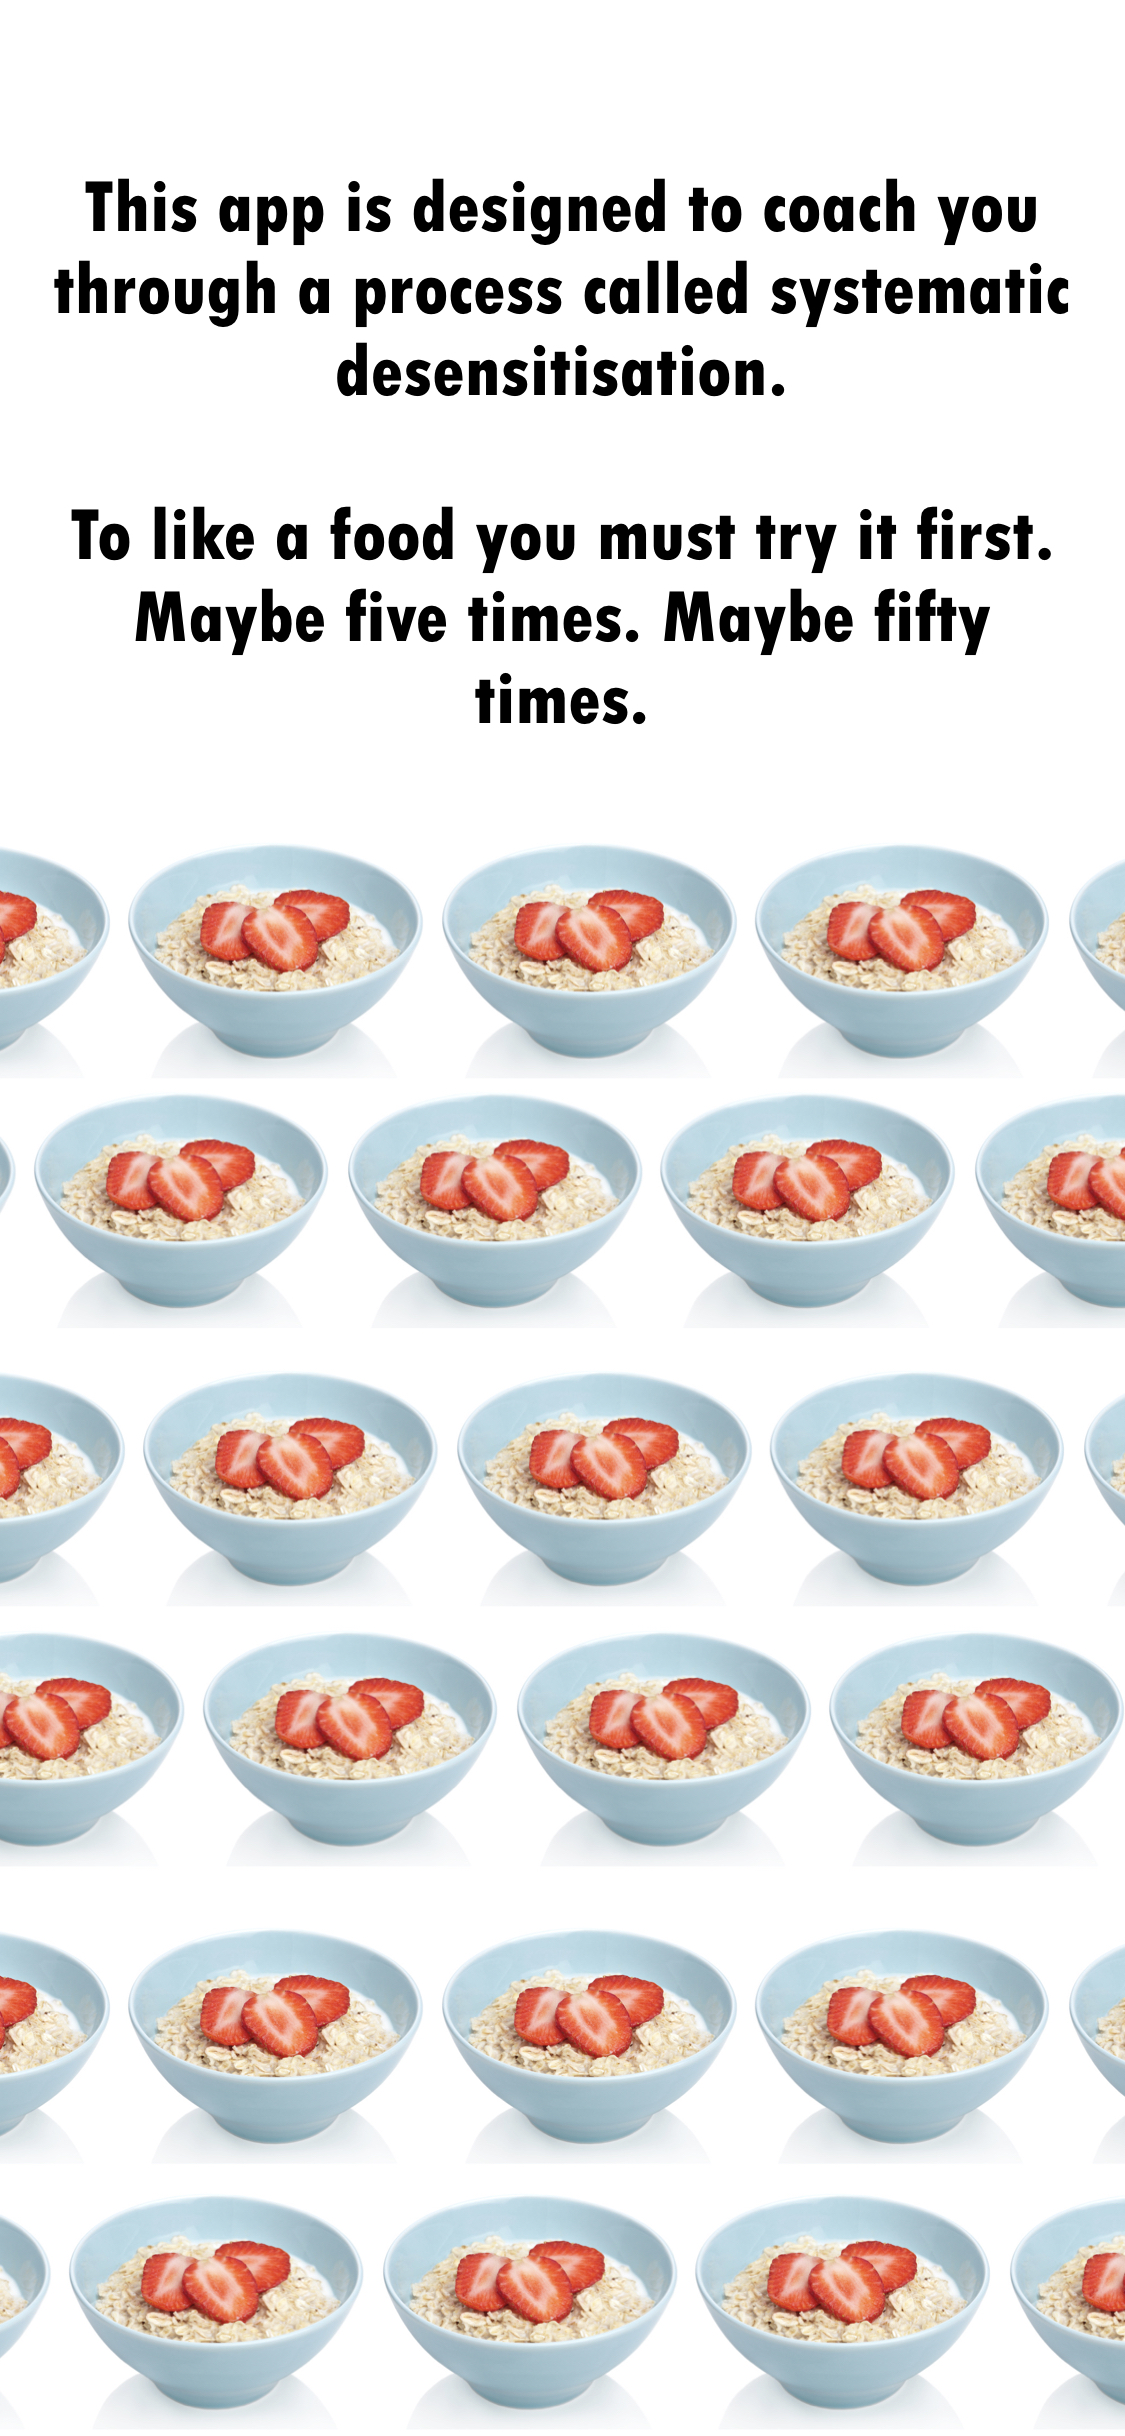 This app is designed to coach you
through a process called systematic
desensitisation.
To like a food you must try it first.
Maybe five times. Maybe fifty
times.